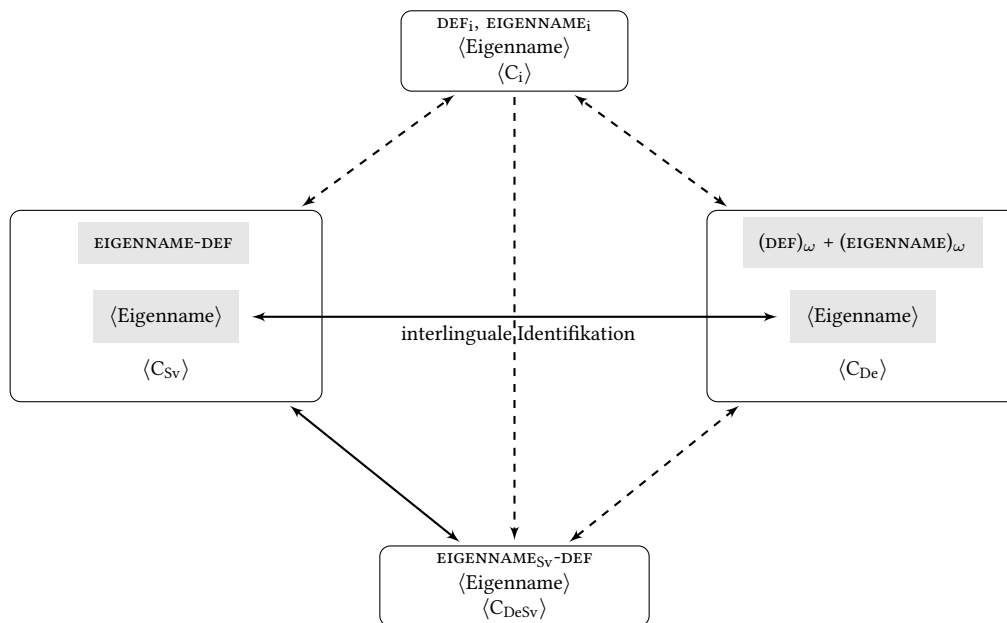 DEFi, EIGENNAMEi
⟨Eigenname⟩
⟨Ci⟩
EIGENNAME-DEF
⟨Eigenname⟩
⟨CSv⟩
(DEF)ω + (EIGENNAME)ω
⟨Eigenname⟩
⟨CDe⟩
interlinguale Identifikation
EIGENNAMESv-DEF
⟨Eigenname⟩
⟨CDeSv⟩